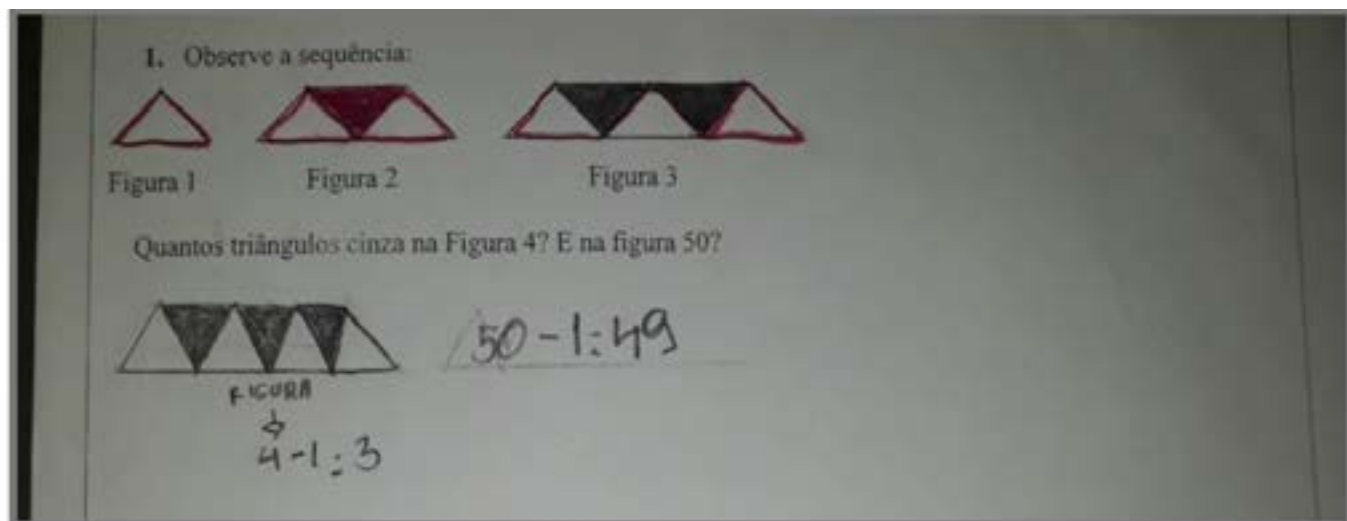 1. Observe a sequência:
Figura 1 Figura 2 Figura 3
Quantos triângulos cinza na Figura 4? E na figura 50?
50-1:49
FIGURA
4-1:3